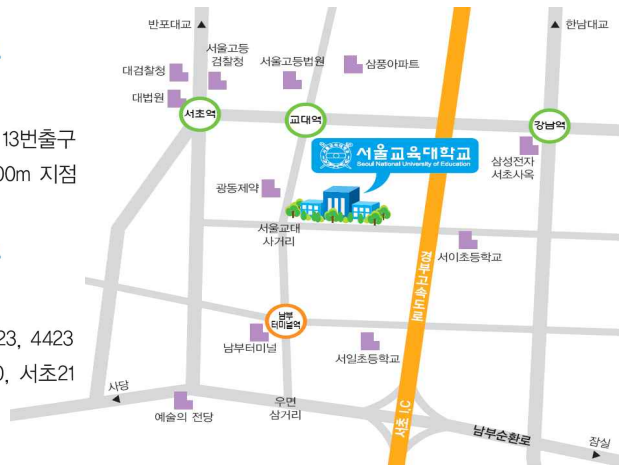 반포대교 ▲
▲ 한남대교
서울고등
검찰청
서울고등법원
삼풍아파트
대검찰청
대법원
서초역
교대역
강남역
13번출구
00m 지점
서울교육대학교
Seoul National University of Education
삼성전자
서초사옥
광동제약
서울교대
사거리
서이초등학교
경부고속도로
남부
터미널역
남부터미널
서일초등학교
23, 4423
0, 서초21
사당
예술의 전당
우면
삼거리
서초 I.C
남부순환로
잠실